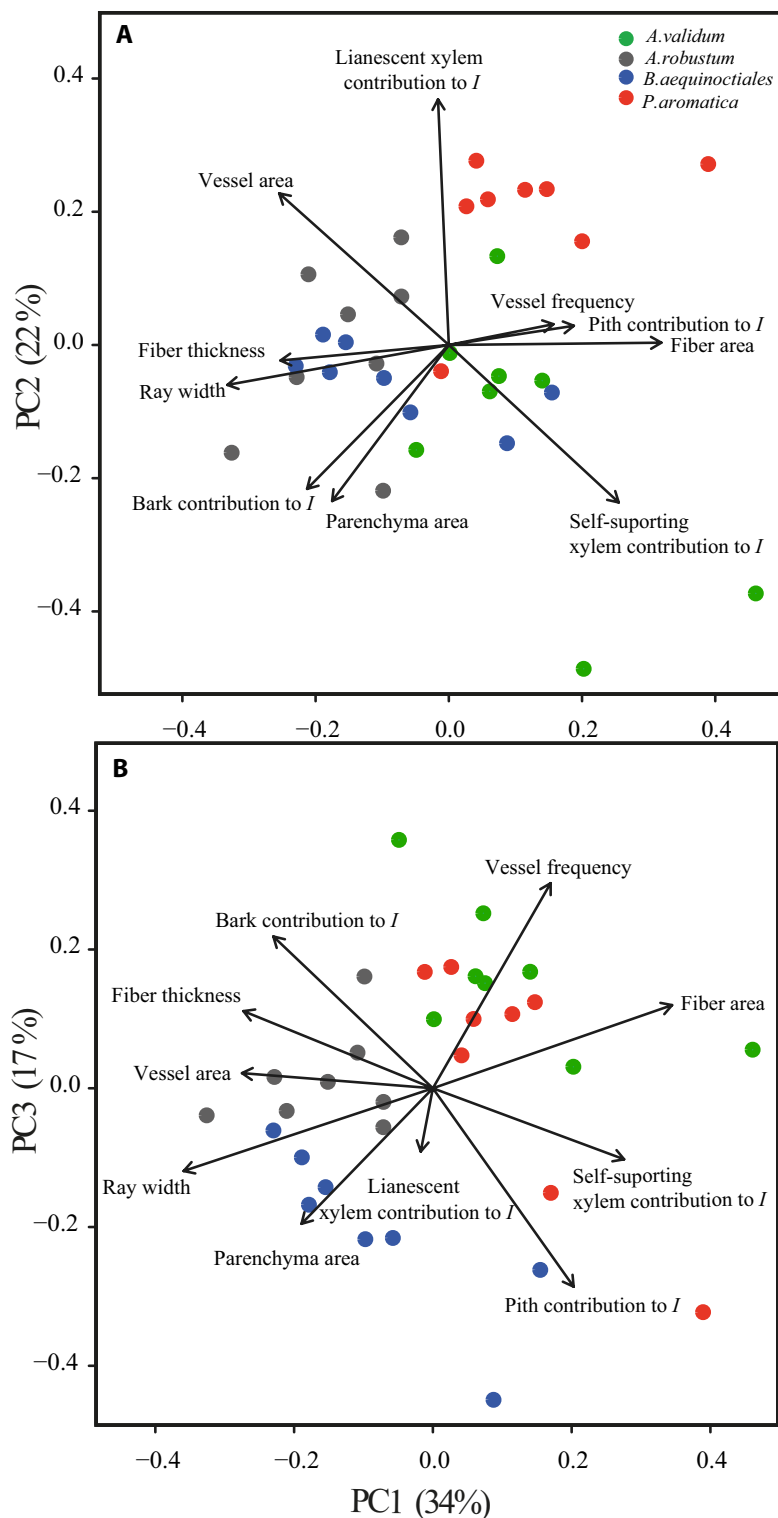 A
A.validum
A.robustum
B.aequinoctiales
P.aromatica
Lianescent xylem
contribution to I
Vessel area
Vessel frequency
Pith contribution to I
Fiber area
Fiber thickness
Ray width
Bark contribution to I
Parenchyma area
Self-suporting
xylem contribution to I
PC2 (22%)
0.4
0.2
0.0
−0.2
−0.4
−0.4 −0.2 0.0 0.2 0.4
B
Vessel frequency
Bark contribution to I
Fiber thickness
Fiber area
Vessel area
Ray width
Lianescent
xylem contribution to I
Self-suporting
xylem contribution to I
Parenchyma area
Pith contribution to I
PC3 (17%)
0.4
0.2
0.0
−0.2
−0.4
−0.4 −0.2 0.0 0.2 0.4
PC1 (34%)